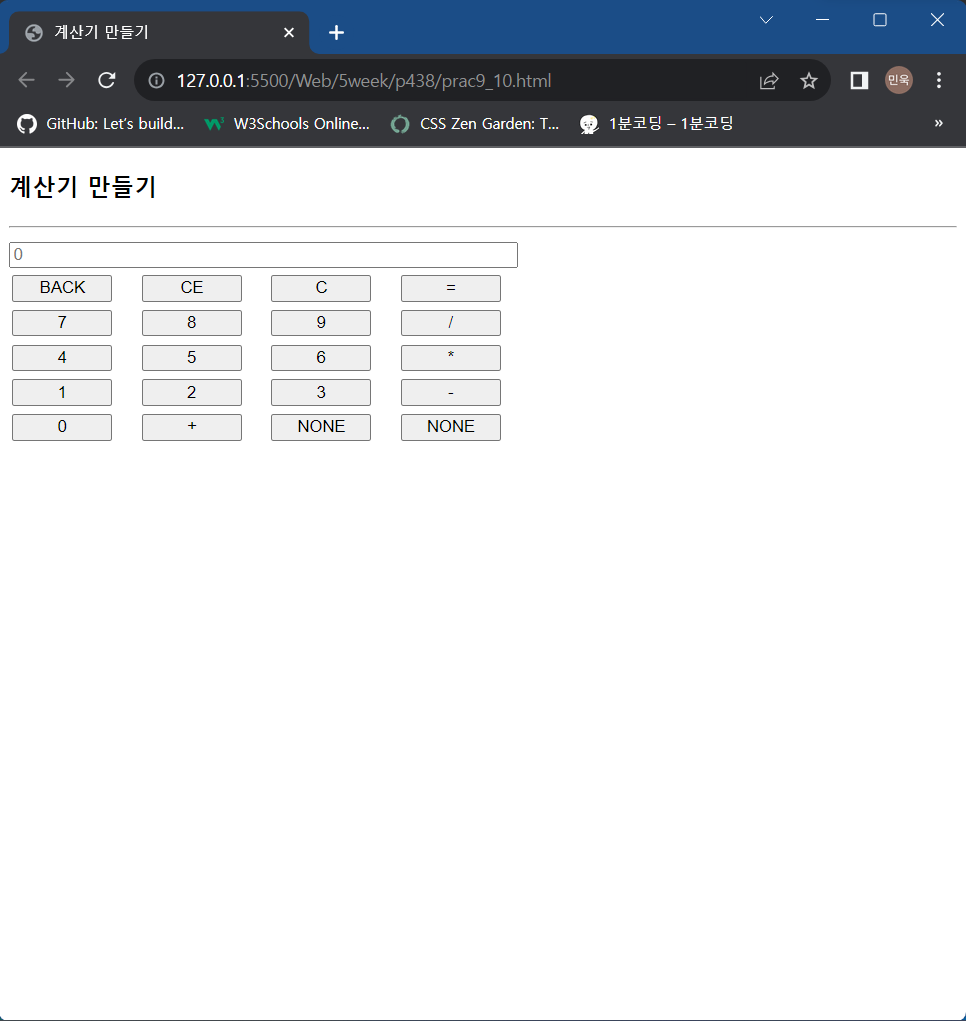 계산기 만들기
127.0.0.1:5500/Web/5week/p438/prac9_10.html
민욱
GitHub: Let's build... W3Schools Online... CSS Zen Garden: T... 1분코딩 – 1분코딩 »
계산기 만들기
0
BACK CE C =
7 8 9 /
4 5 6 *
1 2 3 -
0 + NONE NONE